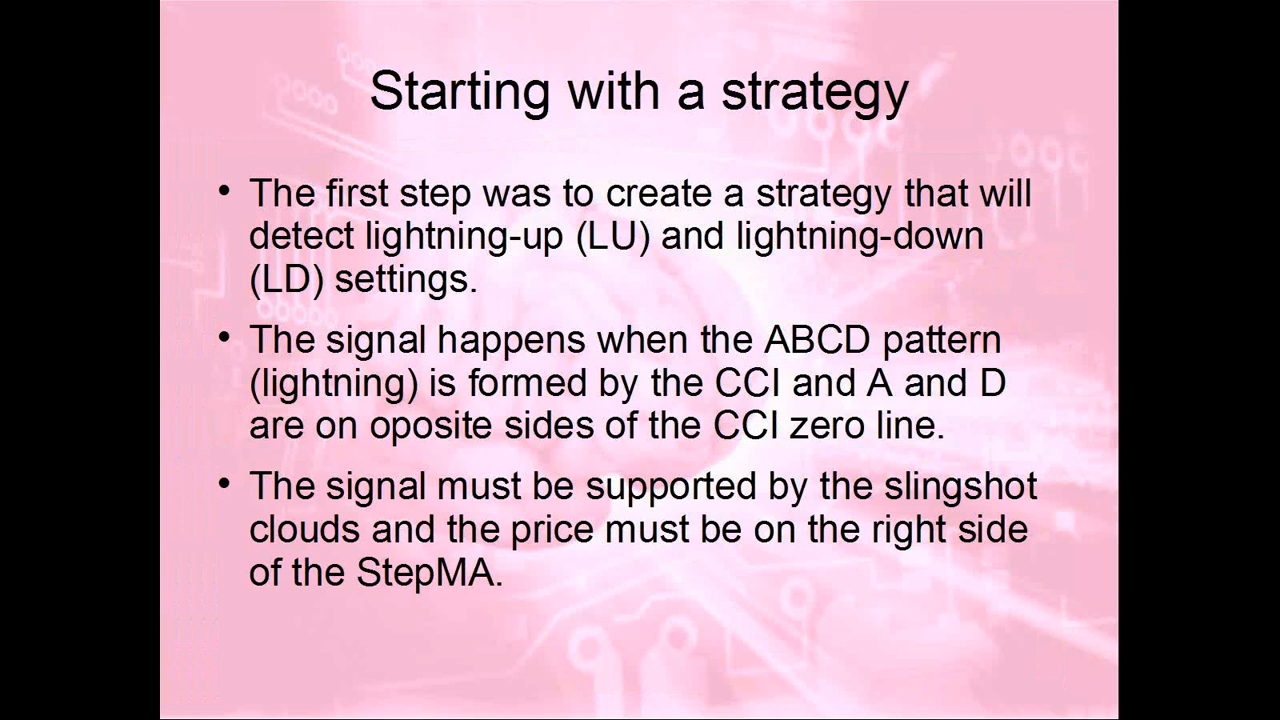 Starting with a strategy
• The first step was to create a strategy that will
detect lightning-up (LU) and lightning-down
(LD) settings.
• The signal happens when the ABCD pattern
(lightning) is formed by the CCI and A and D
are on oposite sides of the CCI zero line.
• The signal must be supported by the slingshot
clouds and the price must be on the right side
of the StepMA.